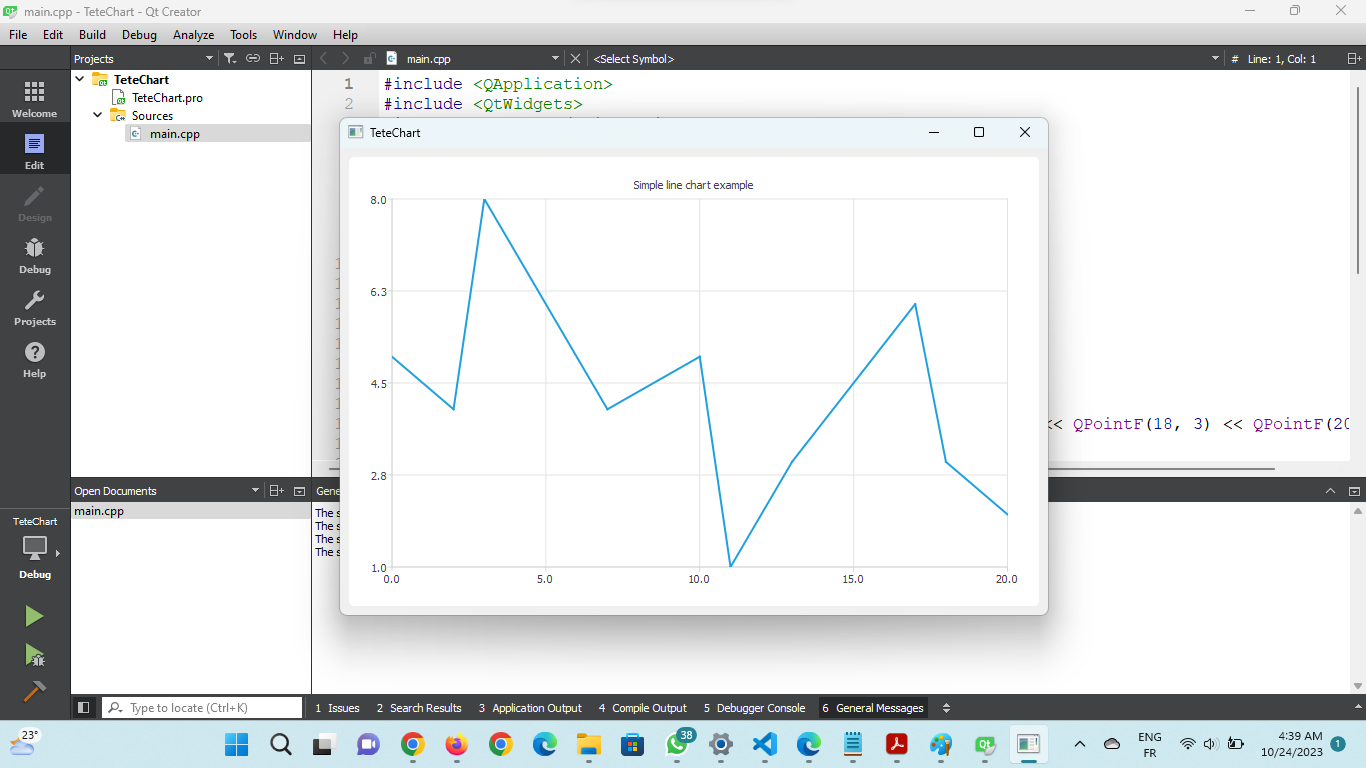 main.cpp - TeteChart - Qt Creator
File Edit Build Debug Analyze Tools Window Help
Projects
main.cpp
<Select Symbol>
# Line: 1, Col: 1
Welcome
Edit
Design
Debug
Projects
Help
TeteChart
TeteChart.pro
Sources
main.cpp
1 #include <QApplication>
2 #include <QtWidgets>
<< QPointF(18, 3) << QPointF(20
TeteChart
Simple line chart example
8.0
6.3
4.5
2.8
1.0
0.0 5.0 10.0 15.0 20.0
Open Documents
main.cpp
Gene
The s
The s
The s
The s
TeteChart
Debug
Type to locate (Ctrl+K)
1 Issues 2 Search Results 3 Application Output 4 Compile Output 5 Debugger Console 6 General Messages
23°
38
ENG
FR
4:39 AM
10/24/2023
1